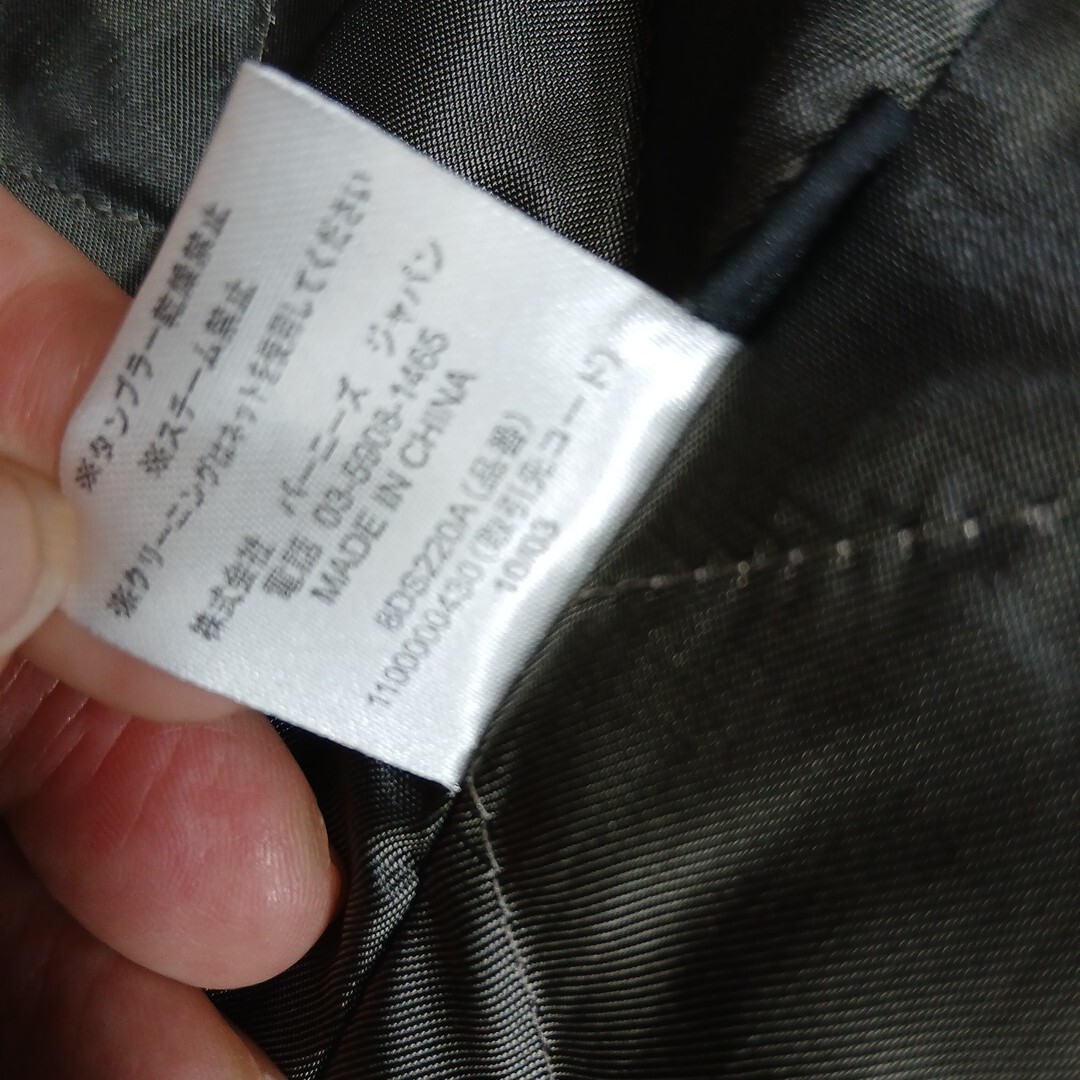 ※タンブラー乾燥禁止
※スチーム禁止
※クリーニングはネットを使用してください
株式会社 バーニーズ ジャパン
電話 03-5908-1465
MADE IN CHINA
8DS220A(品番)
1100000430(取引先コード)
10/03